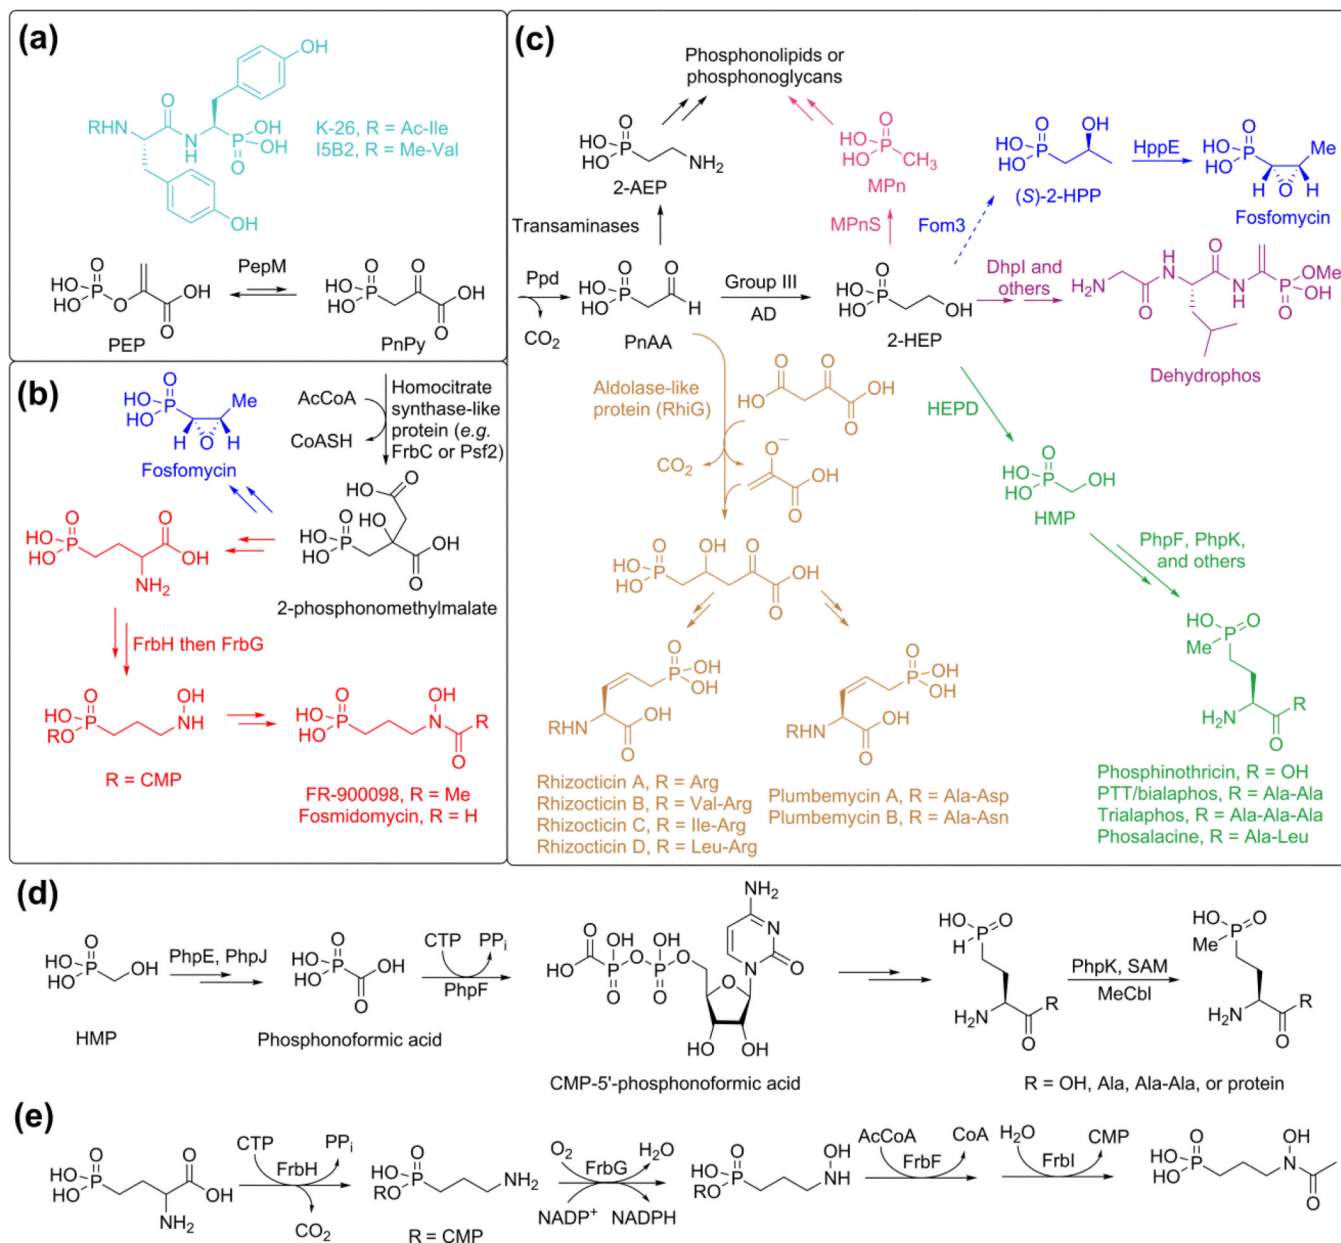 (a)
OH
O
RHN
NH
P
OH
OH
O
K-26, R = Ac-Ile
I5B2, R = Me-Val
OH
O
HO
P
HO
O
OH
O
PEP
PepM
O
O
HO
P
HO
OH
O
PnPy
(b)
O
HO
P
HO
Me
H
O
H
Fosfomycin
AcCoA
CoASH
Homocitrate
synthase-like
protein (e.g.
FrbC or Psf2)
O
HO
P
HO
O
OH
NH2
O
HO
O
HO
HO
P
HO
OH
O
2-phosphonomethylmalate
FrbH then FrbG
O
HO
P
RO
OH
NH
R = CMP
O
HO
P
HO
OH
N
R
O
FR-900098, R = Me
Fosmidomycin, R = H
(c)
Phosphonolipids or
phosphonoglycans
O
HO
P
HO
NH2
2-AEP
O
HO
P
HO
CH3
MPn
O
HO
P
HO
OH
(S)-2-HPP
HppE
O
HO
P
HO
Me
H
O
H
Fosfomycin
Transaminases
MPnS
Fom3
Ppd
CO2
O
HO
P
HO
O
H
PnAA
Group III
AD
O
HO
P
HO
OH
2-HEP
DhpI and
others
H2N
O
H
N
O
N
H
P
OMe
OH
O
Dehydrophos
Aldolase-like
protein (RhiG)
O
HO
O
O
OH
O
CO2
O−
O
OH
HEPD
O
HO
P
HO
OH
HMP
PhpF, PhpK,
and others
O
HO
P
HO
OH
O
OH
O
O
P
OH
OH
OH
RHN
O
Rhizocticin A, R = Arg
Rhizocticin B, R = Val-Arg
Rhizocticin C, R = Ile-Arg
Rhizocticin D, R = Leu-Arg
O
P
OH
OH
OH
RHN
O
Plumbemycin A, R = Ala-Asp
Plumbemycin B, R = Ala-Asn
HO
O
P
Me
H2N
R
O
Phosphinothricin, R = OH
PTT/bialaphos, R = Ala-Ala
Trialaphos, R = Ala-Ala-Ala
Phosalacine, R = Ala-Leu
(d)
O
HO
P
HO
OH
HMP
PhpE, PhpJ
O
HO
P
HO
OH
O
Phosphonoformic acid
CTP
PPi
PhpF
O
HO
OH
P
O
O
OH
P
O
O
O
NH2
N
N
O
OH
OH
CMP-5'-phosphonoformic acid
HO
O
P
H
H2N
R
O
PhpK, SAM
MeCbl
HO
O
P
Me
H2N
R
O
R = OH, Ala, Ala-Ala, or protein
(e)
O
HO
P
HO
O
OH
NH2
CTP
PPi
FrbH
CO2
O
HO
P
RO
NH2
R = CMP
O2
H2O
FrbG
NADP+
NADPH
O
HO
P
RO
OH
NH
AcCoA
CoA
FrbF
H2O
CMP
FrbI
O
HO
P
HO
OH
N
O